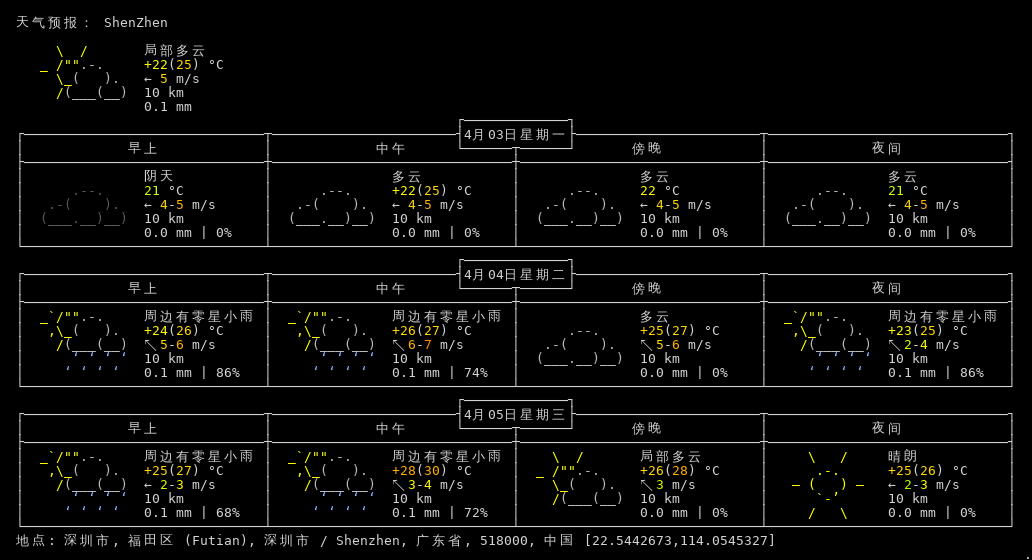 天气预报： ShenZhen
局部多云
+22(25) °C
← 5 m/s
10 km
0.1 mm
4月03日星期一
早上 中午 傍晚 夜间
阴天 多云 多云 多云
21 °C +22(25) °C 22 °C 21 °C
← 4-5 m/s ← 4-5 m/s ← 4-5 m/s ← 4-5 m/s
10 km 10 km 10 km 10 km
0.0 mm | 0% 0.0 mm | 0% 0.0 mm | 0% 0.0 mm | 0%
4月04日星期二
早上 中午 傍晚 夜间
周边有零星小雨 周边有零星小雨 多云 周边有零星小雨
+24(26) °C +26(27) °C +25(27) °C +23(25) °C
↖ 5-6 m/s ↖ 6-7 m/s ↖ 5-6 m/s ↖ 2-4 m/s
10 km 10 km 10 km 10 km
0.1 mm | 86% 0.1 mm | 74% 0.0 mm | 0% 0.1 mm | 86%
4月05日星期三
早上 中午 傍晚 夜间
周边有零星小雨 周边有零星小雨 局部多云 晴朗
+25(27) °C +28(30) °C +26(28) °C +25(26) °C
← 2-3 m/s ↖ 3-4 m/s ↖ 3 m/s ← 2-3 m/s
10 km 10 km 10 km 10 km
0.1 mm | 68% 0.1 mm | 72% 0.0 mm | 0% 0.0 mm | 0%
地点: 深圳市, 福田区 (Futian), 深圳市 / Shenzhen, 广东省, 518000, 中国 [22.5442673,114.0545327]